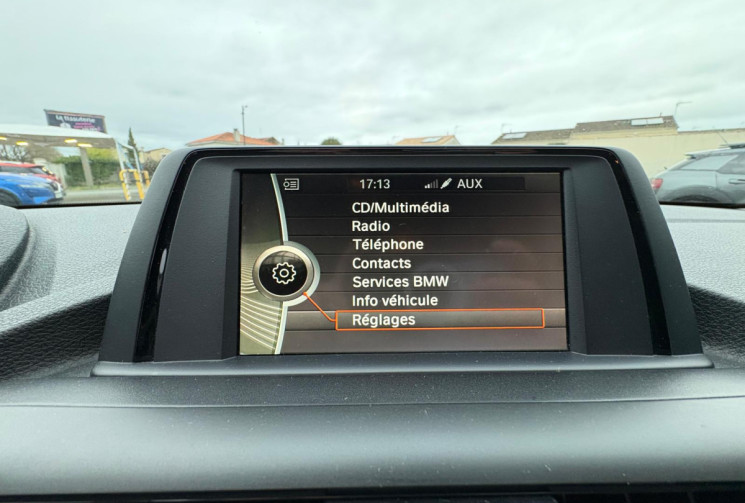 17:13 AUX
CD/Multimédia
Radio
Téléphone
Contacts
Services BMW
Info véhicule
Réglages